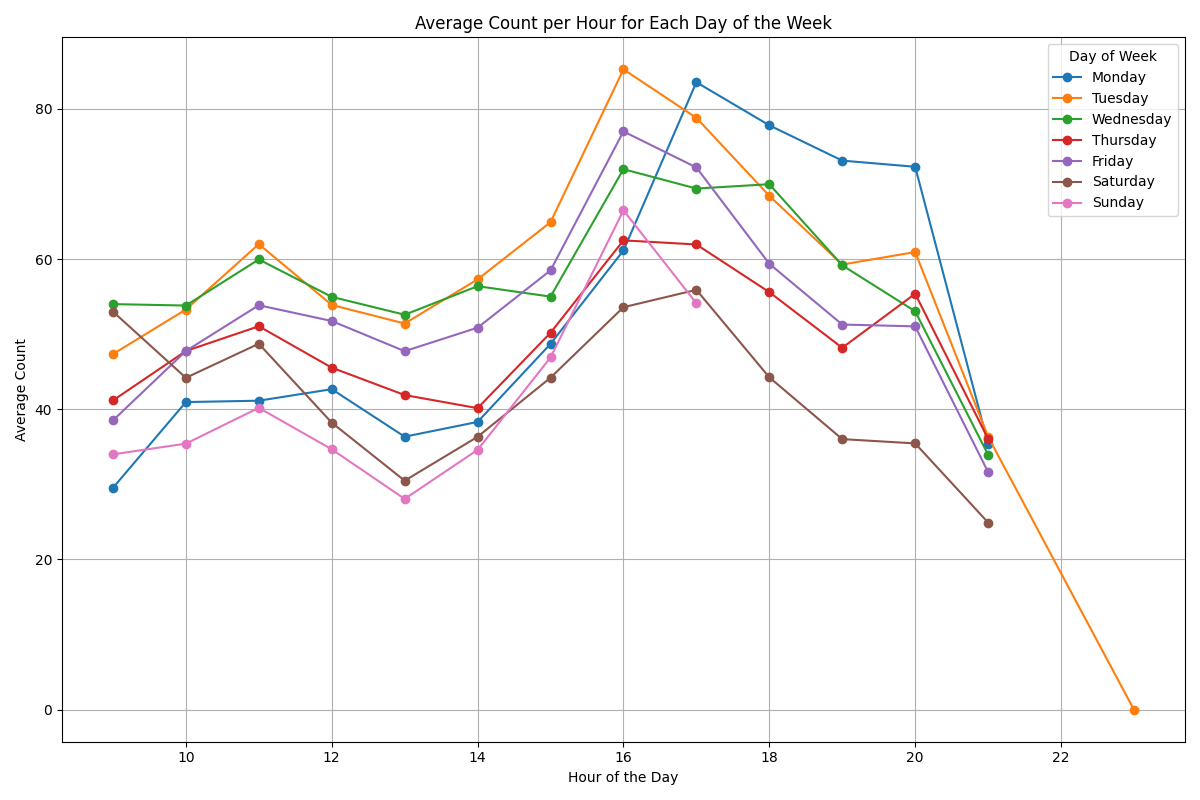 Average Count per Hour for Each Day of the Week
Day of Week
Monday
Tuesday
Wednesday
Thursday
Friday
Saturday
Sunday
Average Count
80
60
40
20
0
10 12 14 16 18 20 22
Hour of the Day